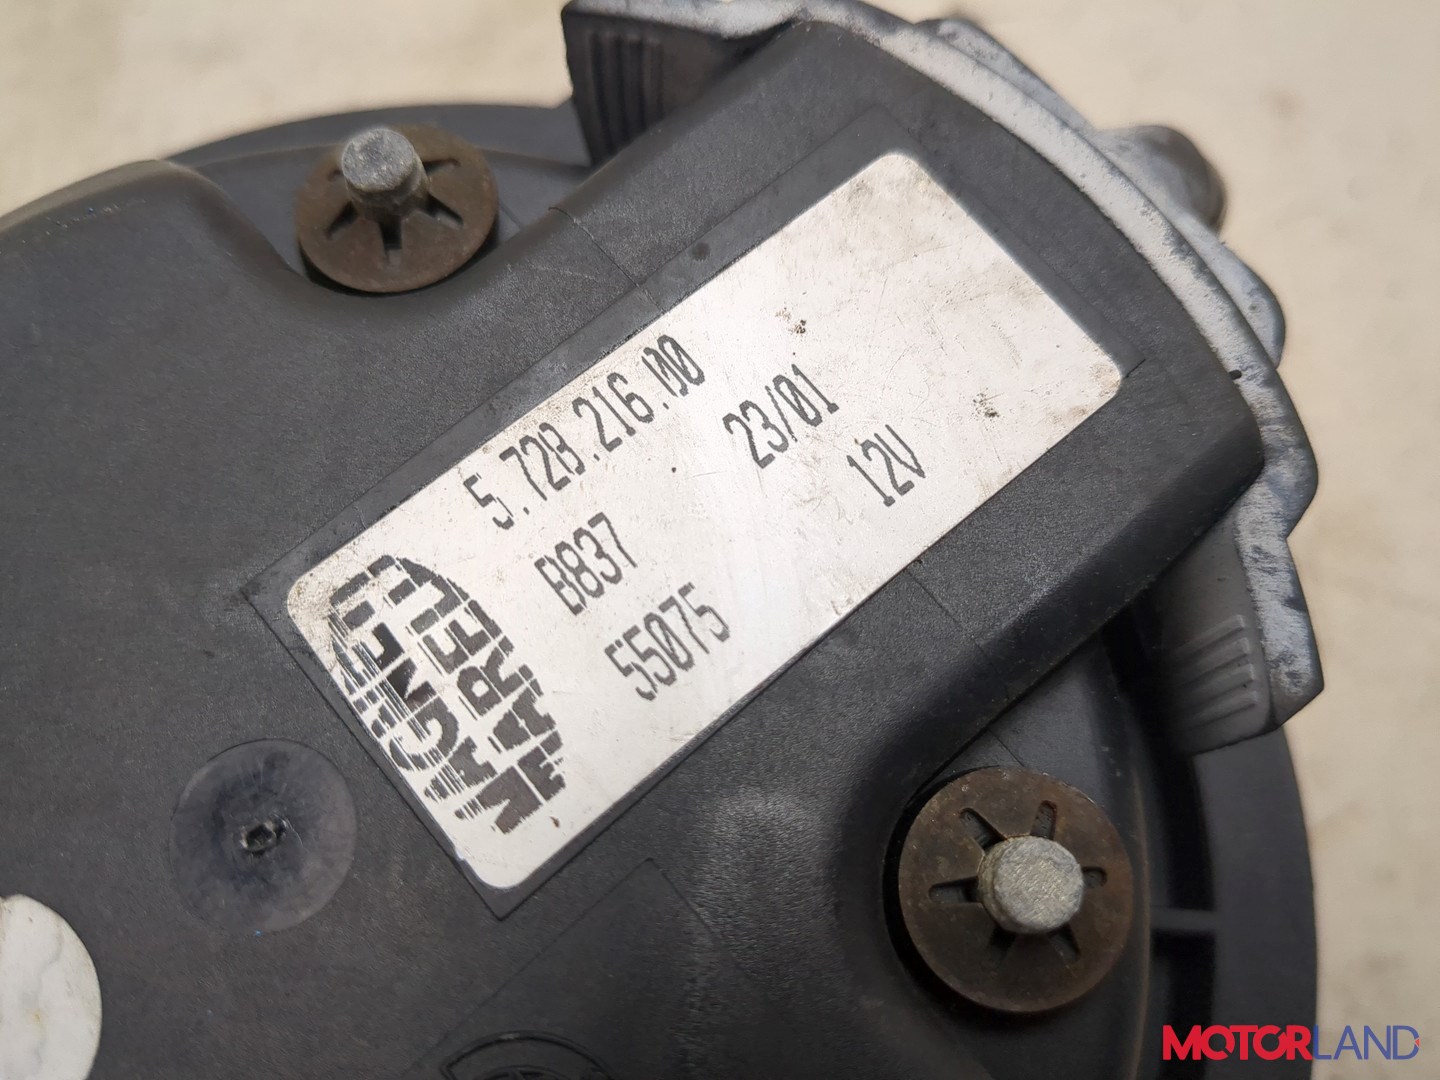 MAGNETI
MARELLI
5.728.216.00
B837 23/01
55075 12V
MOTORLAND